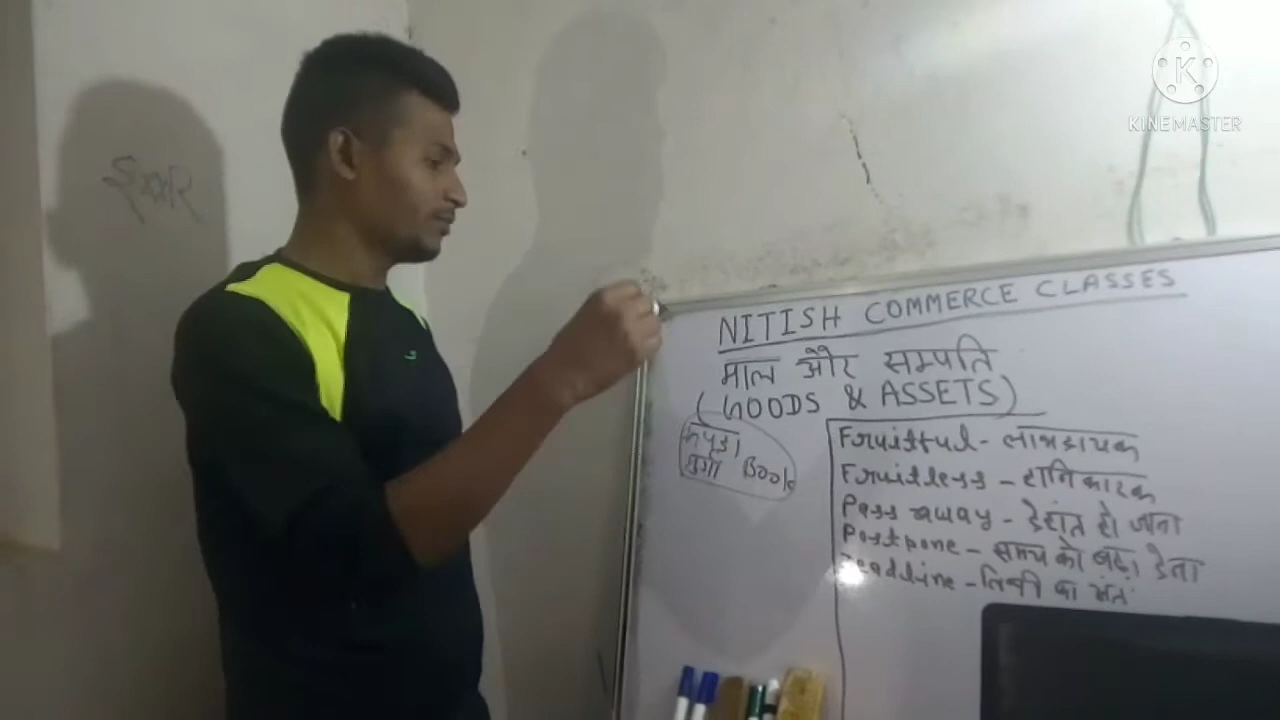 KINEMASTER
NITISH COMMERCE CLASSES
माल और सम्पति
(GOODS & ASSETS)
कपड़ा
Book
Fruitful - लाभदायक
Fruitless - हानिकारक
Pass away - देहांत हो जाना
Postpone - समय को बढ़ा देना
Deadline - तिथी का अंत